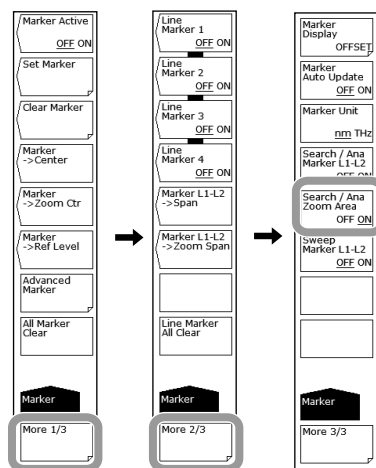 Marker Active
OFF ON
Set Marker
Clear Marker
Marker
->Center
Marker
->Zoom Ctr
Marker
->Ref Level
Advanced
Marker
All Marker
Clear
Marker
More 1/3
Line
Marker 1
OFF ON
Line
Marker 2
OFF ON
Line
Marker 3
OFF ON
Line
Marker 4
OFF ON
Marker L1-L2
->Span
Marker L1-L2
->Zoom Span
Line Marker
All Clear
Marker
More 2/3
Marker
Display
OFFSET
Marker
Auto Update
OFF ON
Marker Unit
nm THz
Search / Ana
Marker L1-L2
OFF ON
Search / Ana
Zoom Area
OFF ON
Sweep
Marker L1-L2
OFF ON
Marker
More 3/3